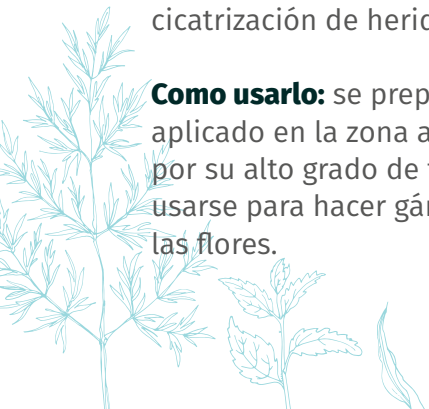 cicatrización de heri
Como usarlo: se prep
aplicado en la zona a
por su alto grado de
usarse para hacer gár
las flores.